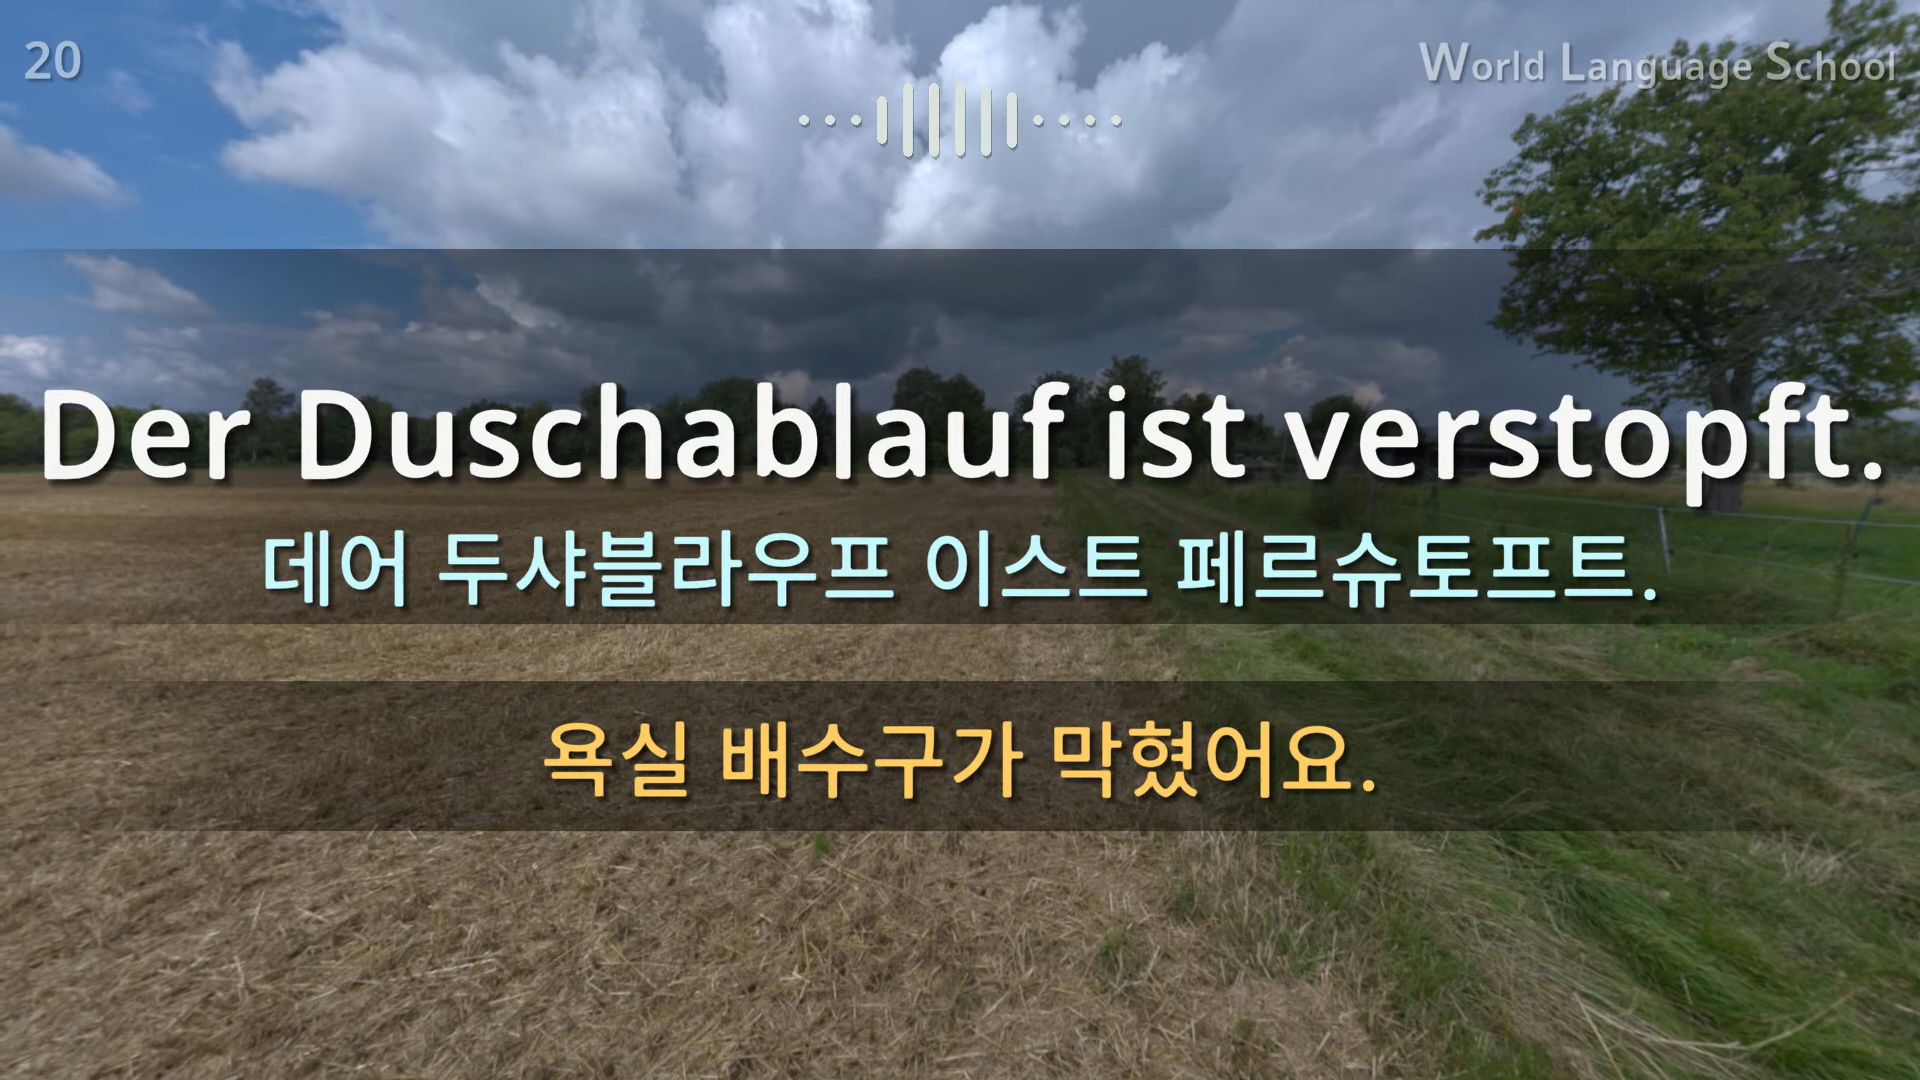 20
World Language School
Der Duschablauf ist verstopft.
데어 두샤블라우프 이스트 페르슈토프트.
욕실 배수구가 막혔어요.